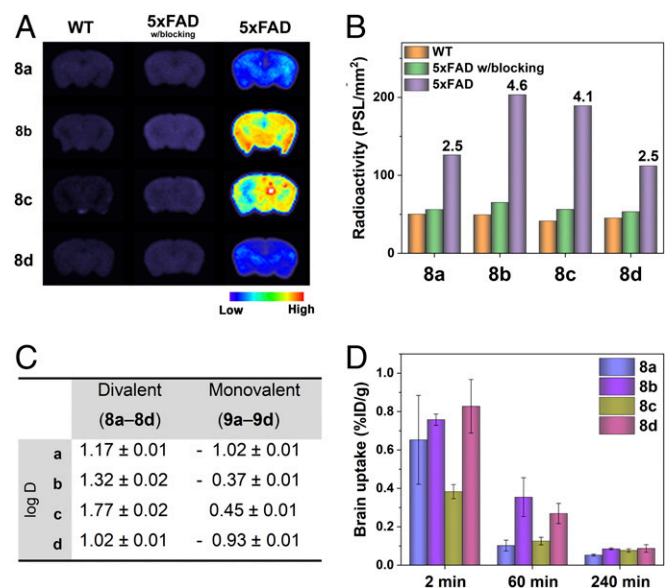 A
WT
5xFAD
w/blocking
5xFAD
8a
8b
8c
8d
Low High
B
Radioactivity (PSL/mm²)
200
100
0
WT
5xFAD w/blocking
5xFAD
2.5
4.6
4.1
2.5
8a 8b 8c 8d
C
Divalent Monovalent
(8a–8d) (9a–9d)
log D
a 1.17 ± 0.01 - 1.02 ± 0.01
b 1.32 ± 0.02 - 0.37 ± 0.01
c 1.77 ± 0.02 0.45 ± 0.01
d 1.02 ± 0.01 - 0.93 ± 0.01
D
Brain uptake (%ID/g)
1.0
0.8
0.6
0.4
0.2
0.0
8a
8b
8c
8d
2 min 60 min 240 min